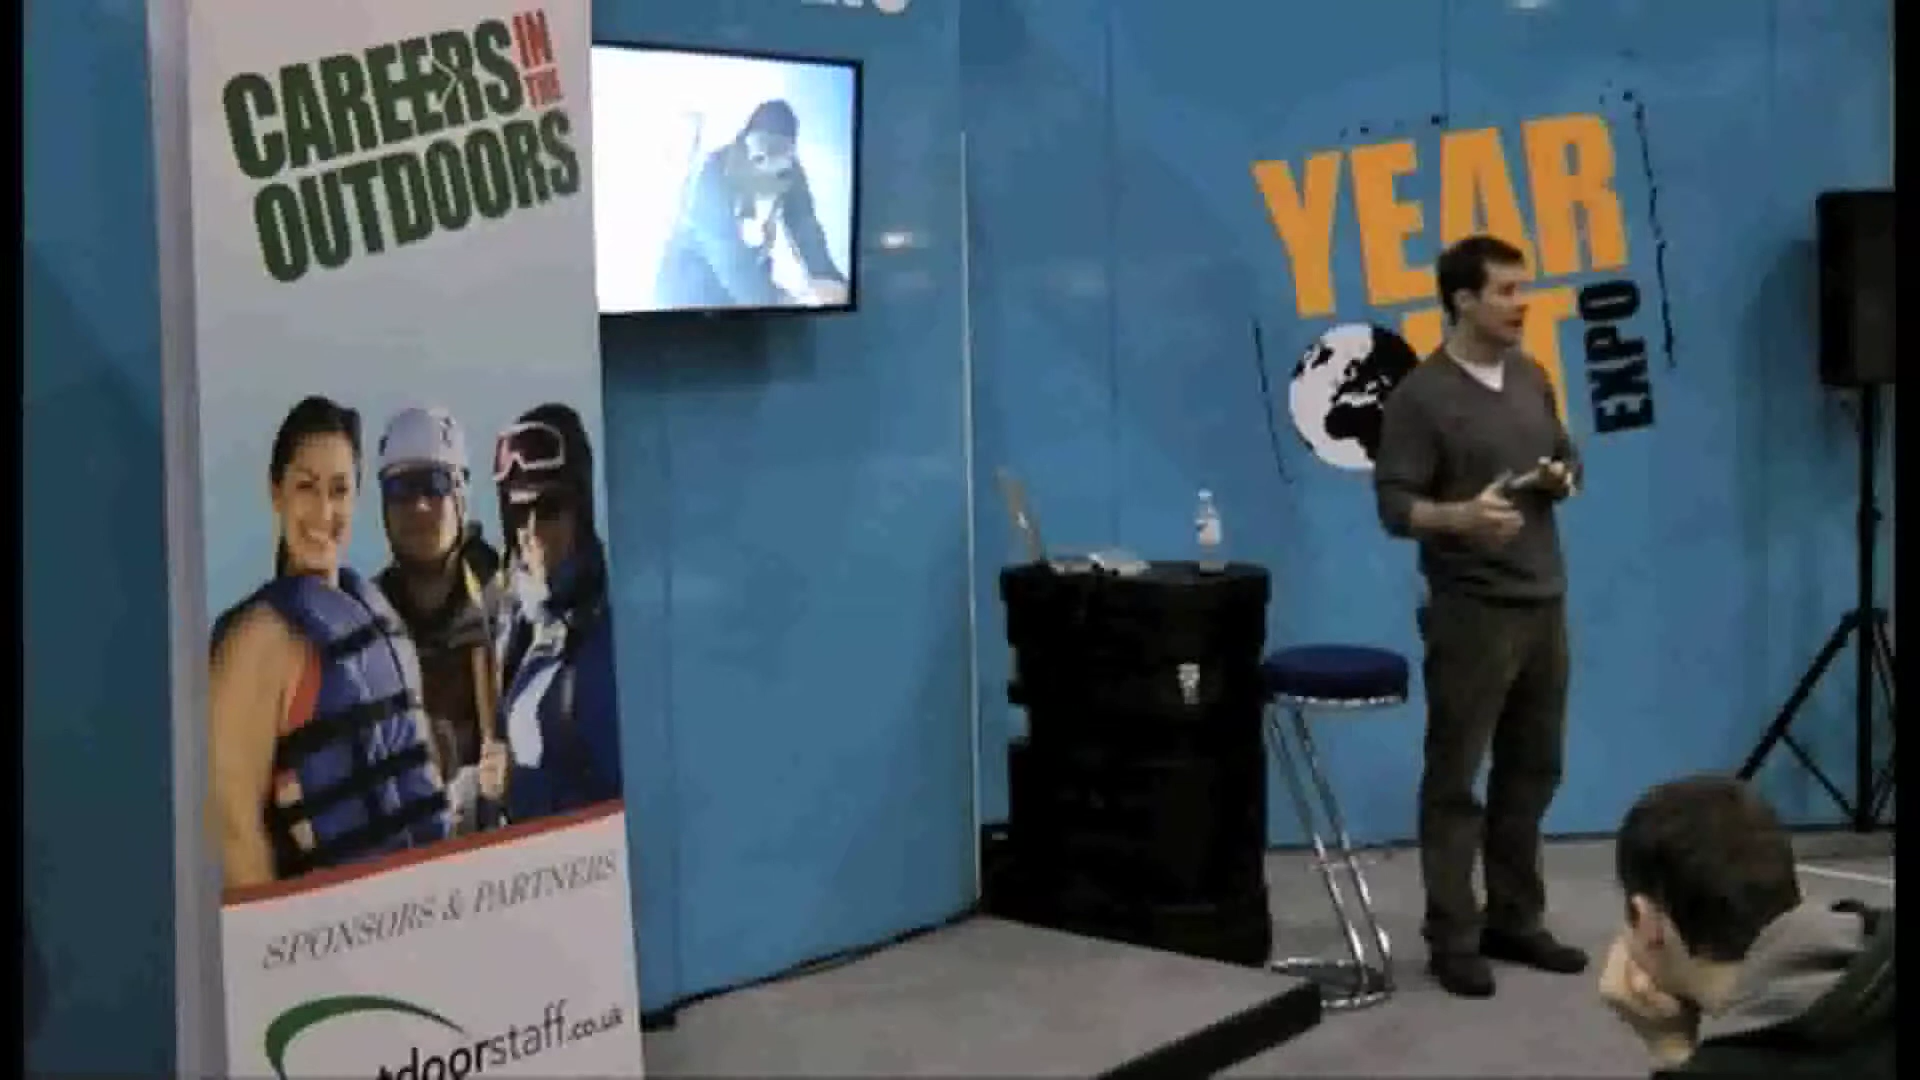 CAREERS IN THE
OUTDOORS
SPONSORS & PARTNERS
tdoorstaff.co.uk
YEAR
EXPO